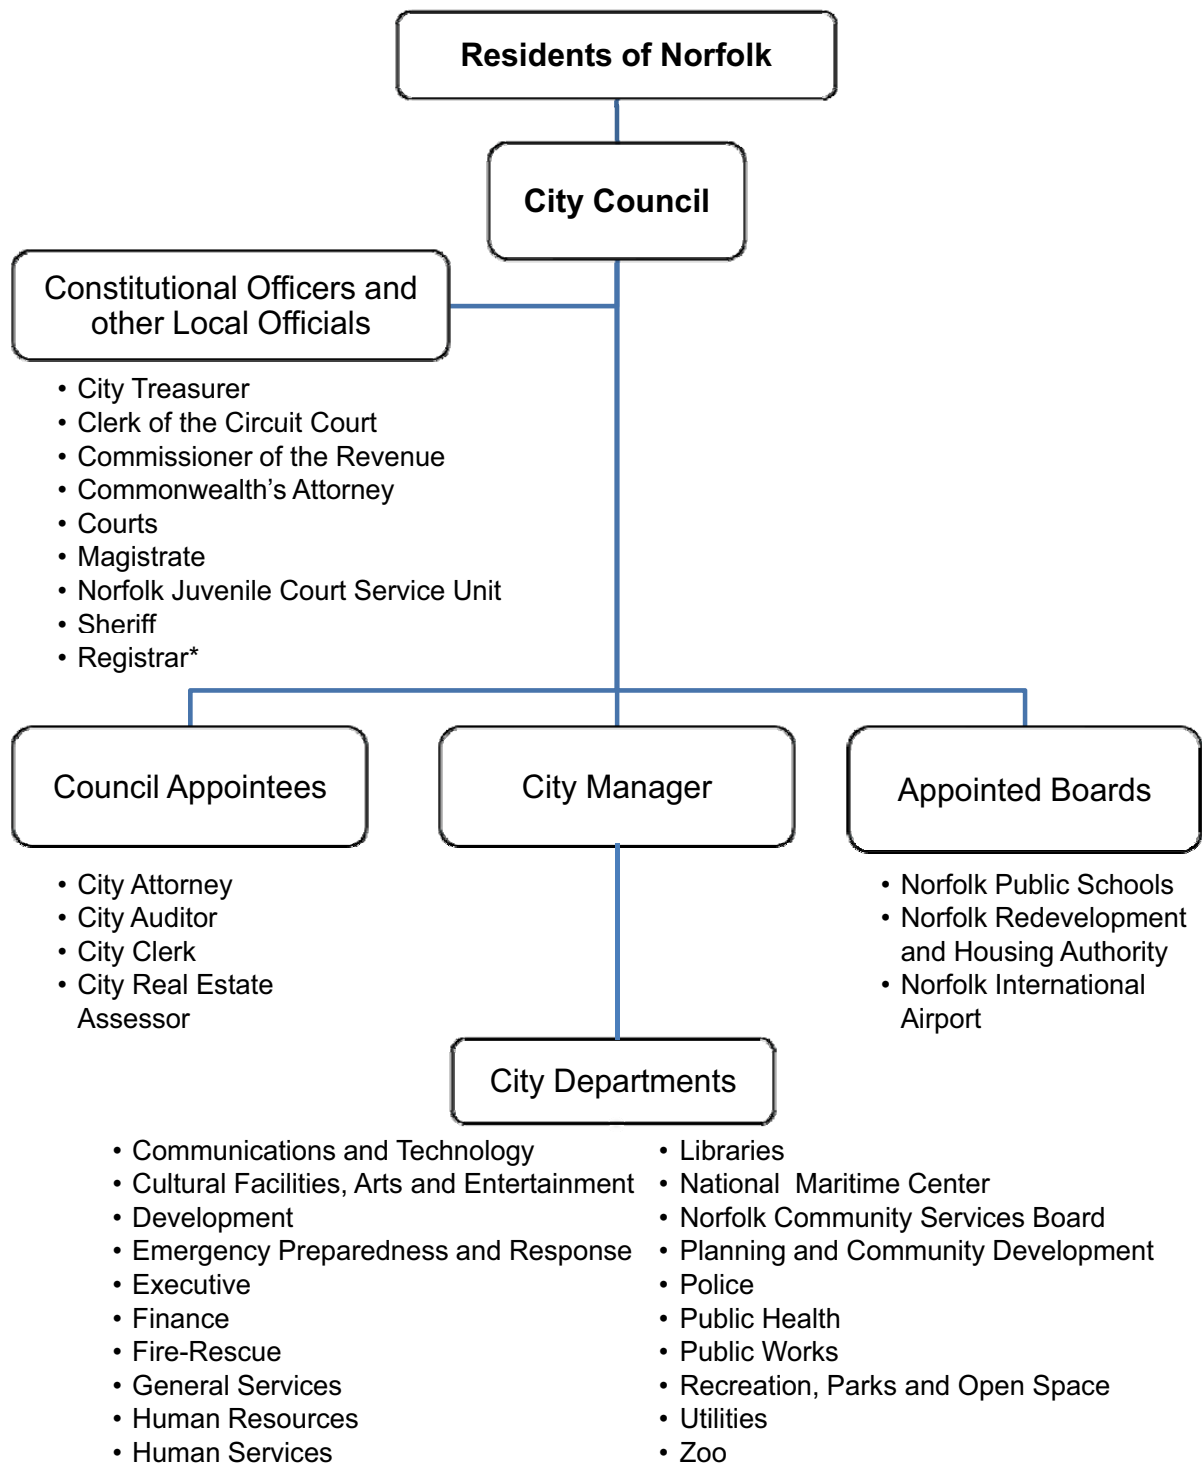 Residents of Norfolk
City Council
Constitutional Officers and
other Local Officials
• City Treasurer
• Clerk of the Circuit Court
• Commissioner of the Revenue
• Commonwealth’s Attorney
• Courts
• Magistrate
• Norfolk Juvenile Court Service Unit
• Sheriff
• Registrar*
Council Appointees
• City Attorney
• City Auditor
• City Clerk
• City Real Estate
Assessor
City Manager
Appointed Boards
• Norfolk Public Schools
• Norfolk Redevelopment
and Housing Authority
• Norfolk International
Airport
City Departments
• Communications and Technology
• Cultural Facilities, Arts and Entertainment
• Development
• Emergency Preparedness and Response
• Executive
• Finance
• Fire-Rescue
• General Services
• Human Resources
• Human Services
• Libraries
• National  Maritime Center
• Norfolk Community Services Board
• Planning and Community Development
• Police
• Public Health
• Public Works
• Recreation, Parks and Open Space
• Utilities
• Zoo